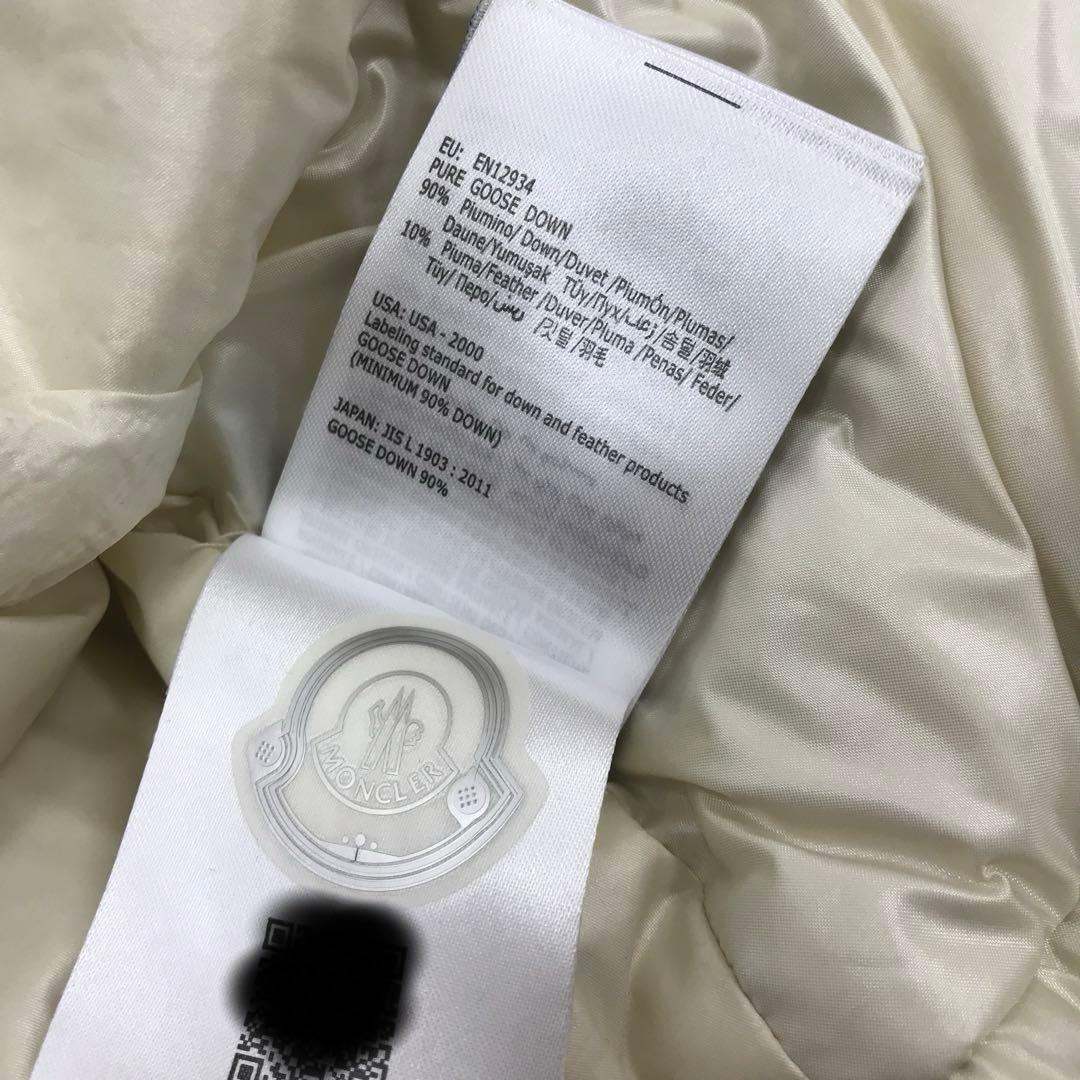 EU: EN12934
PURE GOOSE DOWN
90% Piumino/ Down/Duvet /PlumÓn/Plumas/
Daune/Yumuşak Tüy/Пух/زغب/솜털/羽绒
10% Piuma/Feather /Duver/Pluma /Penas/ Feder/
Tüy/ Перо/ريش /깃털/羽毛
USA: USA - 2000
Labeling standard for down and feather products
GOOSE DOWN
(MINIMUM 90% DOWN)
JAPAN: JIS L 1903 : 2011
GOOSE DOWN 90%
MONCLER